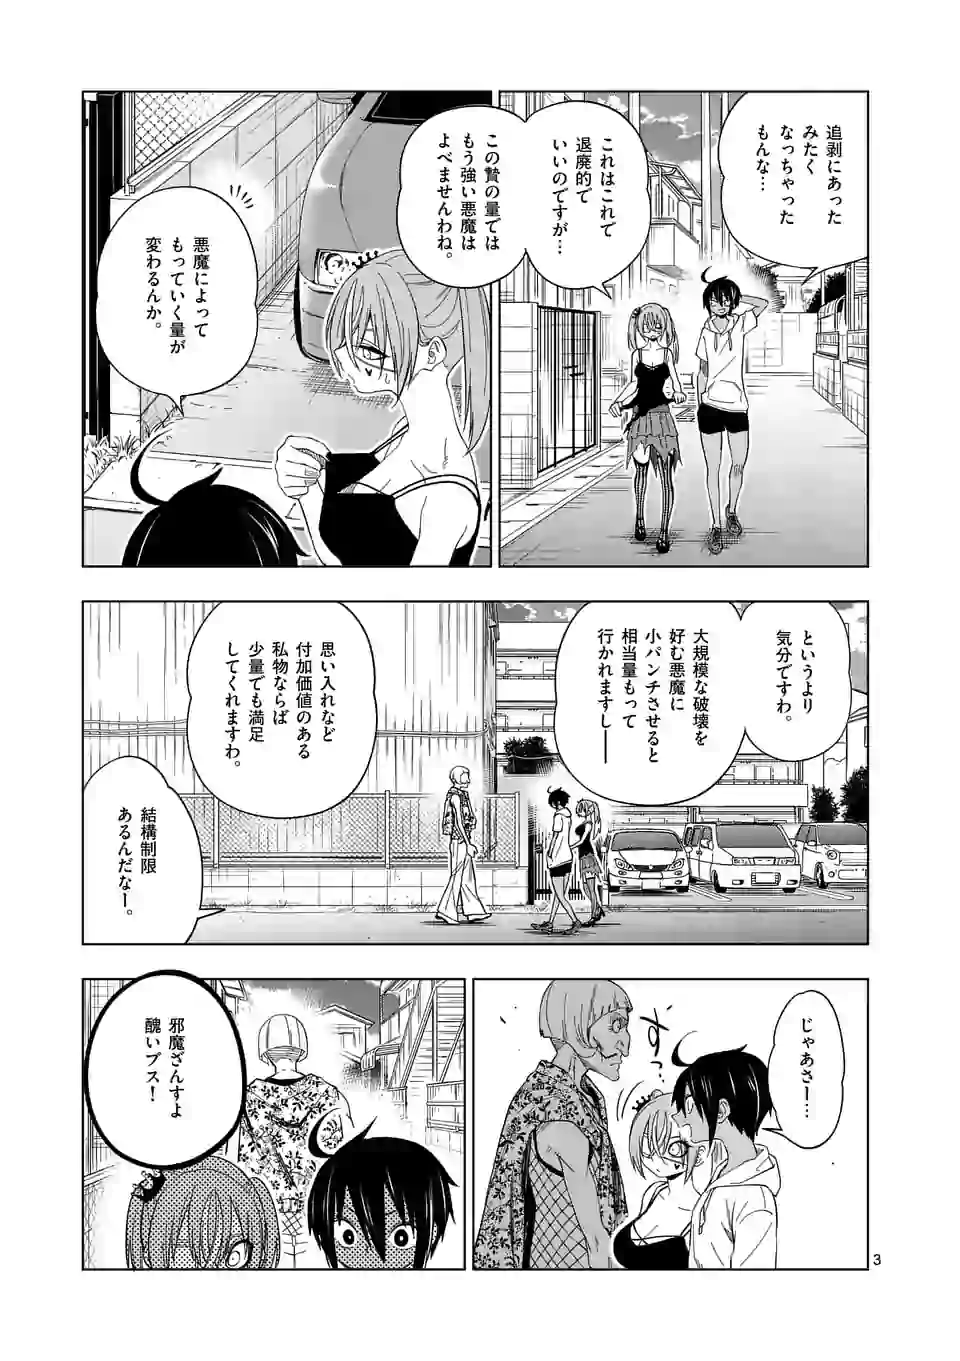 追剥にあった
みたく
なっちゃった
もんな…
これはこれで
退廃的で
いいのですが…
この贄の量では
もう強い悪魔は
よべませんわね。
悪魔によって
もっていく量が
変わるんか。
というより
気分ですわ。
大規模な破壊を
好む悪魔に
小パンチさせると
相当量もって
行かれますし──
思い入れなど
付加価値のある
私物ならば
少量でも満足
してくれますわ。
結構制限
あるんだなー。
じゃあさー…
すっ
邪魔ざんすよ
醜いブス！
3